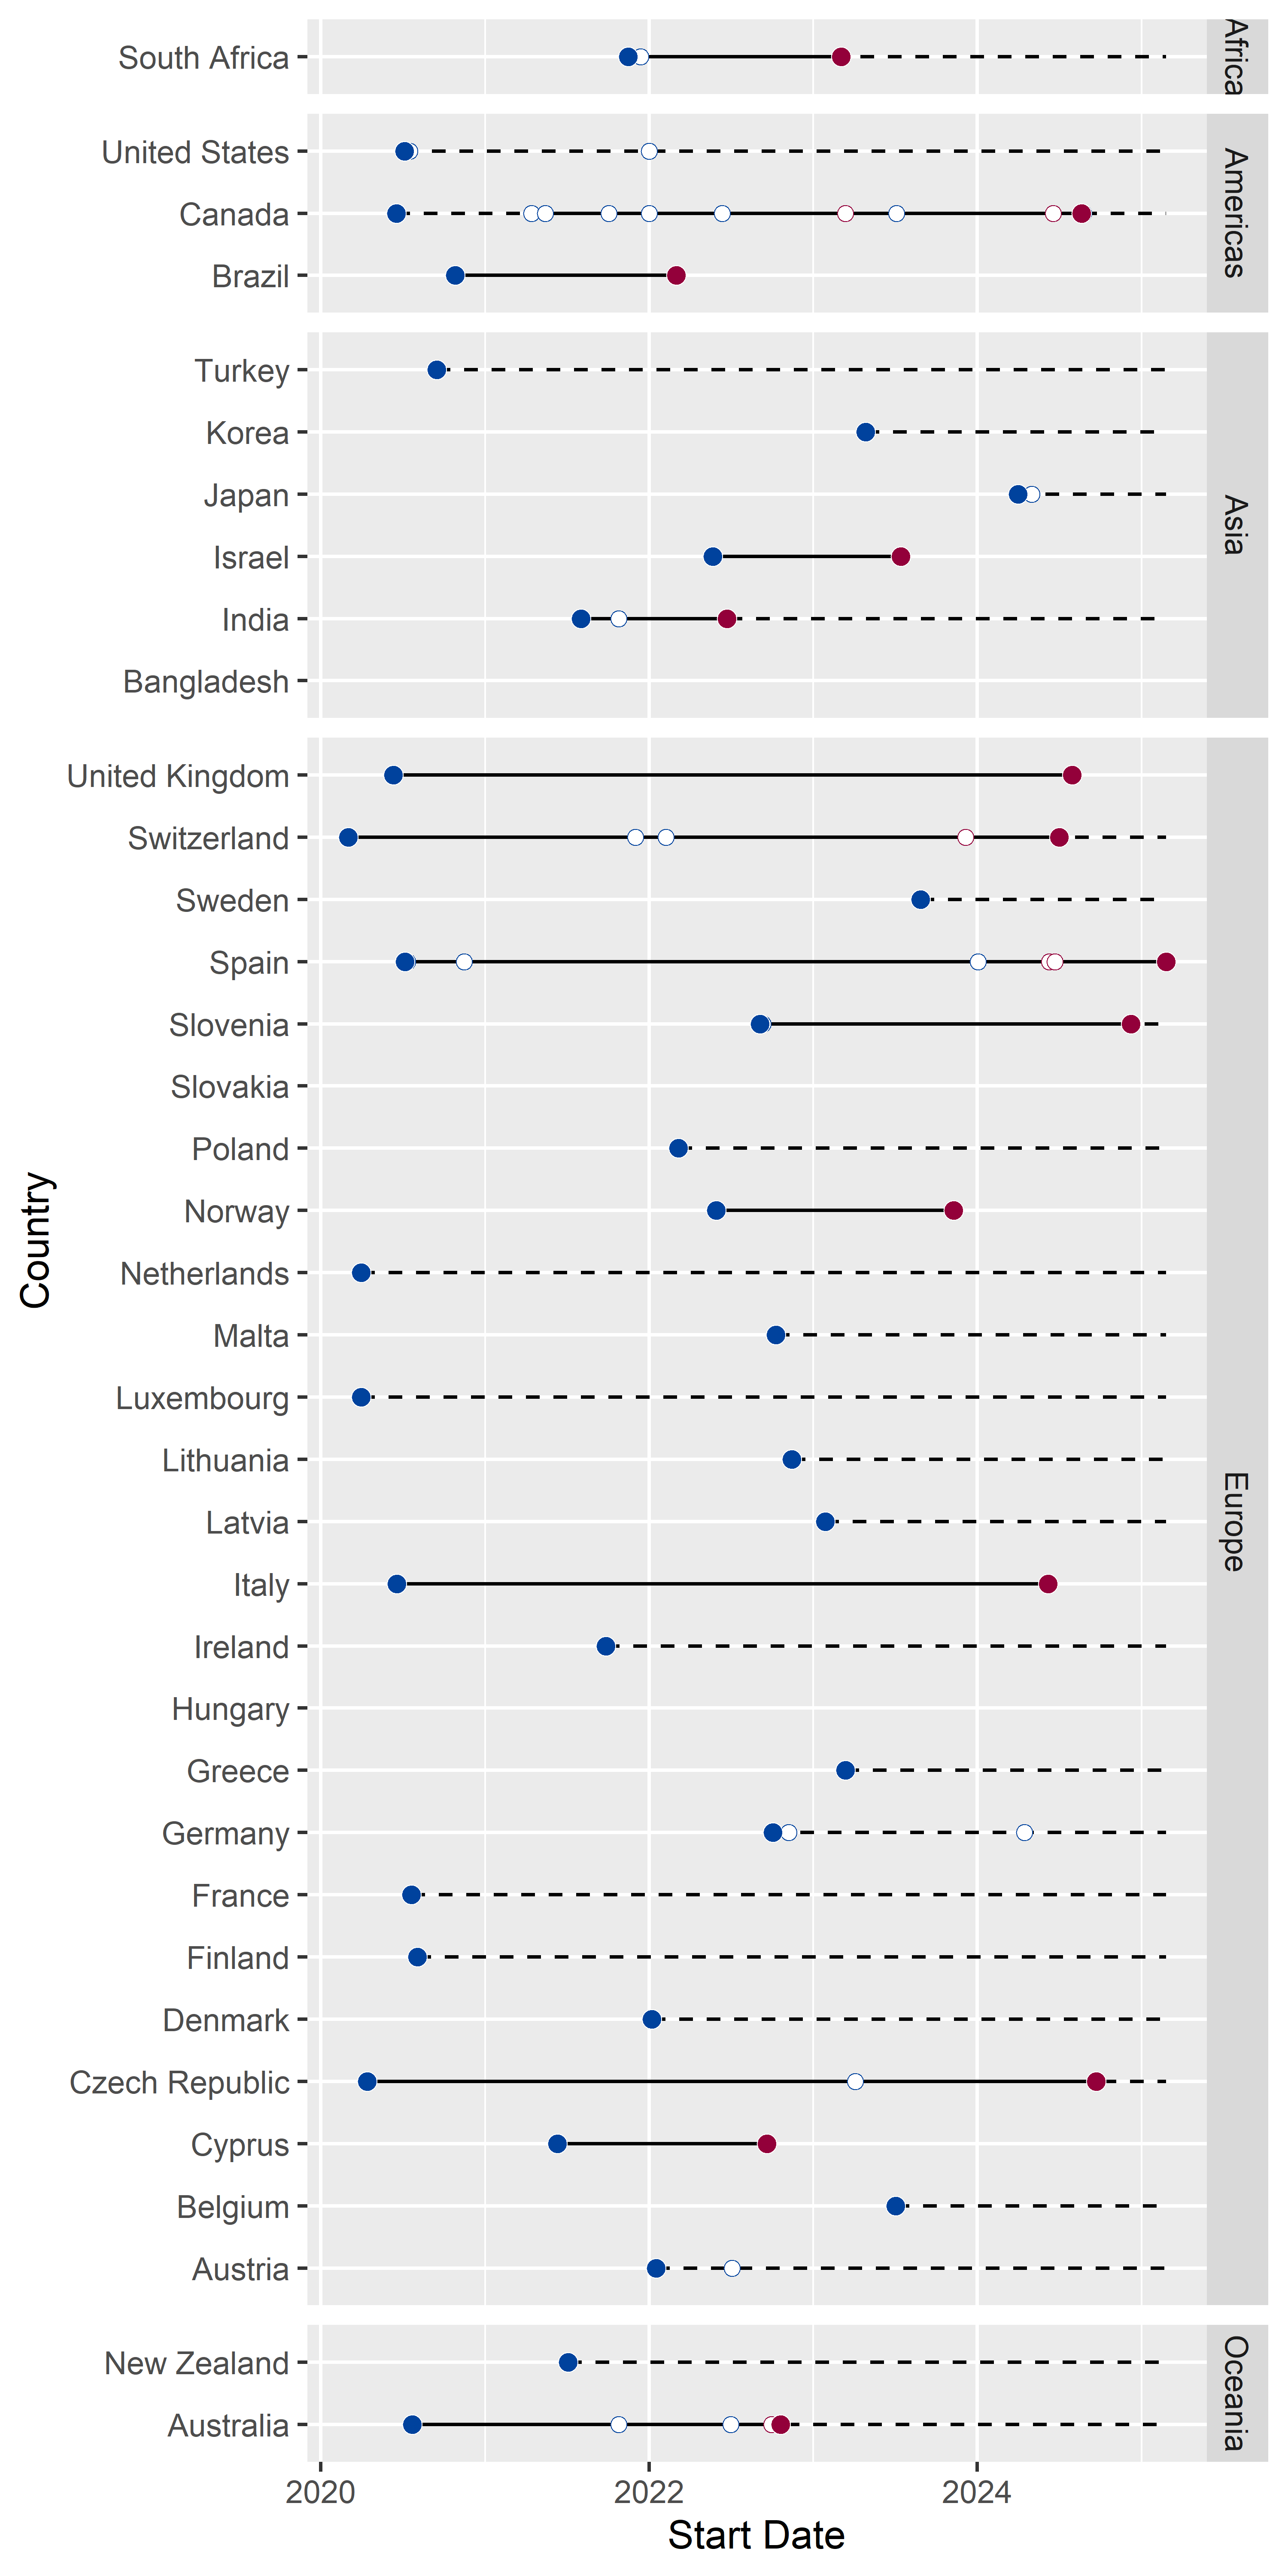 South Africa
Africa
United States
Canada
Brazil
Americas
Turkey
Korea
Japan
Israel
India
Bangladesh
Asia
United Kingdom
Switzerland
Sweden
Spain
Slovenia
Slovakia
Poland
Norway
Netherlands
Malta
Luxembourg
Lithuania
Latvia
Italy
Ireland
Hungary
Greece
Germany
France
Finland
Denmark
Czech Republic
Cyprus
Belgium
Austria
Europe
New Zealand
Australia
Oceania
Country
2020 2022 2024
Start Date